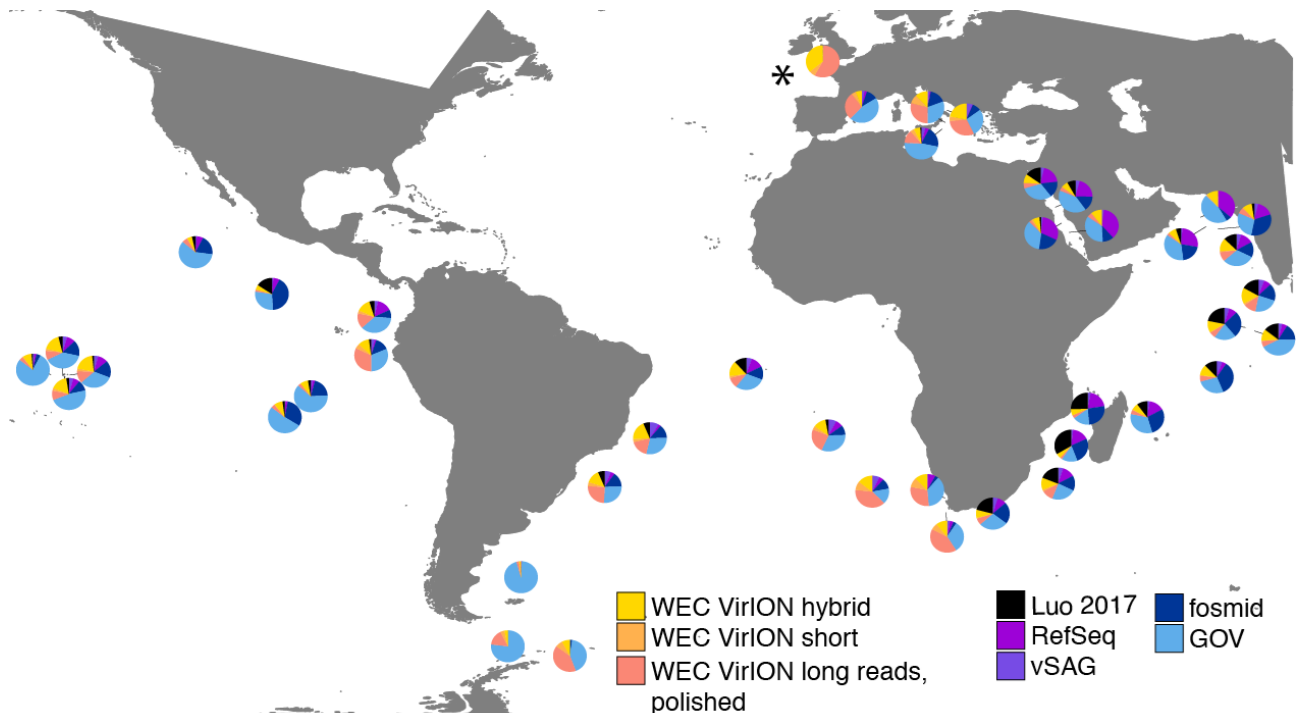 *
WEC VirION hybrid
WEC VirION short
WEC VirION long reads,
polished
Luo 2017
RefSeq
vSAG
fosmid
GOV